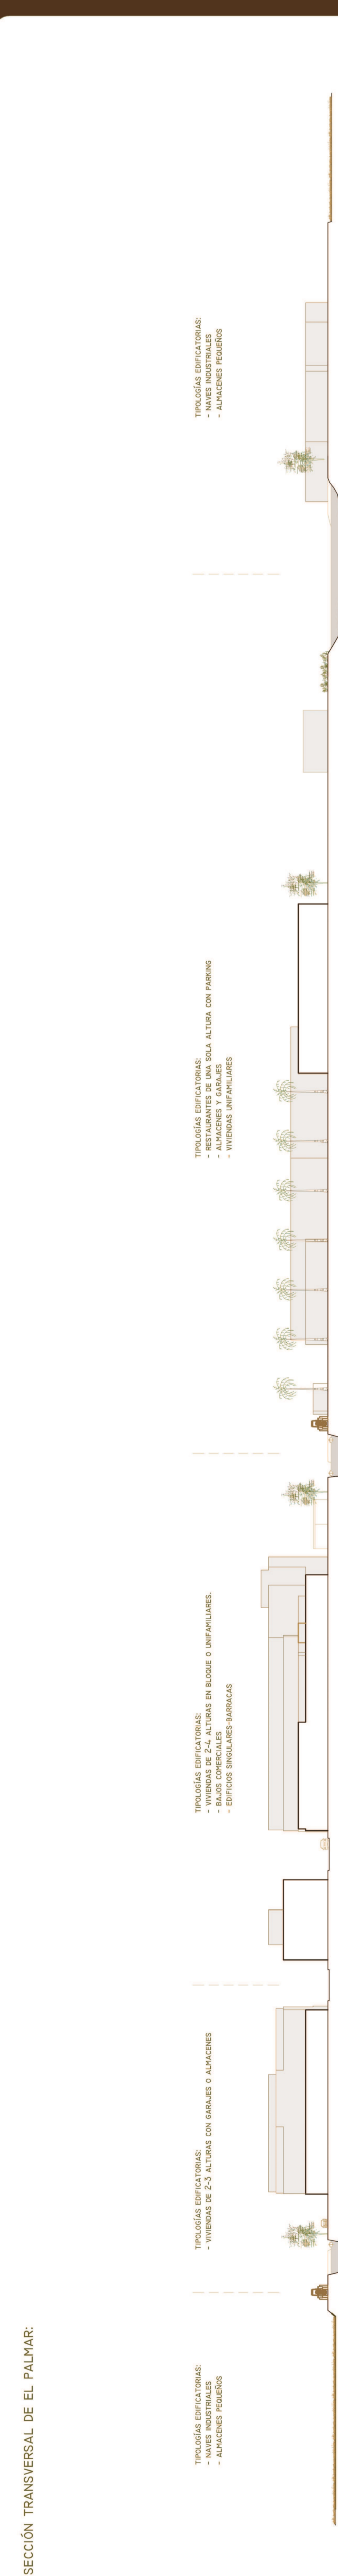 SECCIÓN TRANSVERSAL DE EL PALMAR:
TIPOLOGÍAS EDIFICATORIAS:
- NAVES INDUSTRIALES
- ALMACENES PEQUEÑOS
TIPOLOGÍAS EDIFICATORIAS:
- VIVIENDAS DE 2-3 ALTURAS CON GARAJES O ALMACENES
TIPOLOGÍAS EDIFICATORIAS:
- VIVIENDAS DE 2-4 ALTURAS EN BLOQUE O UNIFAMILIARES.
- BAJOS COMERCIALES
- EDIFICIOS SINGULARES-BARRACAS
TIPOLOGÍAS EDIFICATORIAS:
- RESTAURANTES DE UNA SOLA ALTURA CON PARKING
- ALMACENES Y GARAJES
- VIVIENDAS UNIFAMILIARES
TIPOLOGÍAS EDIFICATORIAS:
- NAVES INDUSTRIALES
- ALMACENES PEQUEÑOS